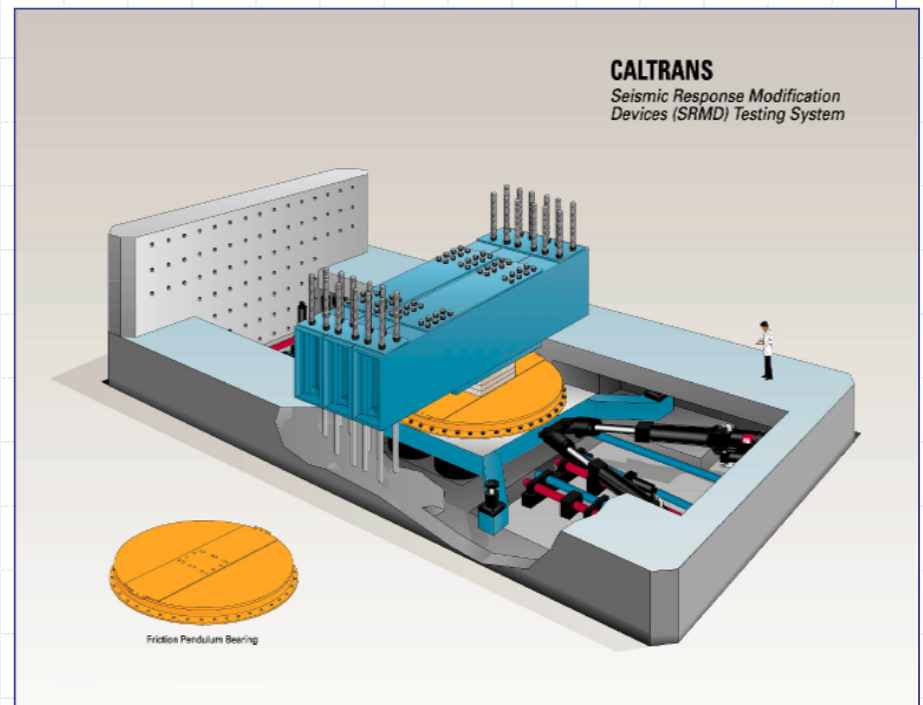 CALTRANS
Seismic Response Modification
Devices (SRMD) Testing System
Friction Pendulum Bearing